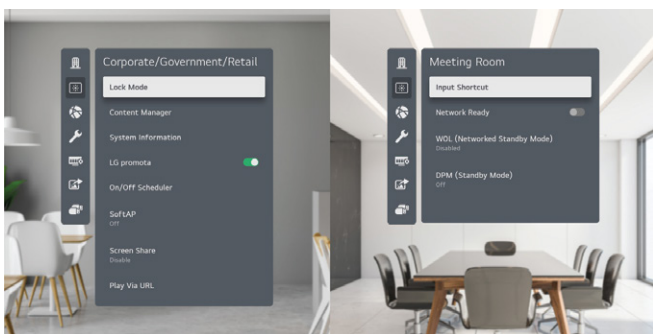 Corporate/Government/Retail
Lock Mode
Content Manager
System Information
LG promota
On/Off Scheduler
SoftAP
Off
Screen Share
Disable
Play Via URL
Meeting Room
Input Shortcut
Network Ready
WOL (Networked Standby Mode)
Disabled
DPM (Standby Mode)
Off